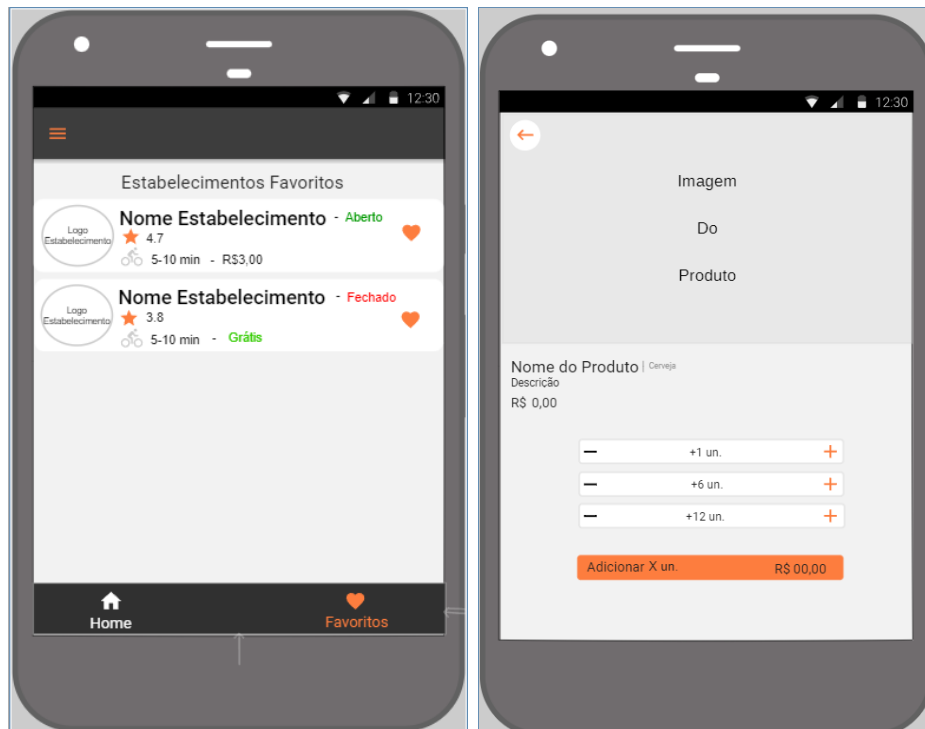 12:30
Estabelecimentos Favoritos
Logo
Estabelecimento
Nome Estabelecimento - Aberto
4.7
5-10 min - R$3,00
Logo
Estabelecimento
Nome Estabelecimento - Fechado
3.8
5-10 min - Grátis
Home
Favoritos
12:30
Imagem
Do
Produto
Nome do Produto | Cerveja
Descrição
R$ 0,00
+1 un.
+6 un.
+12 un.
Adicionar X un. R$ 00,00